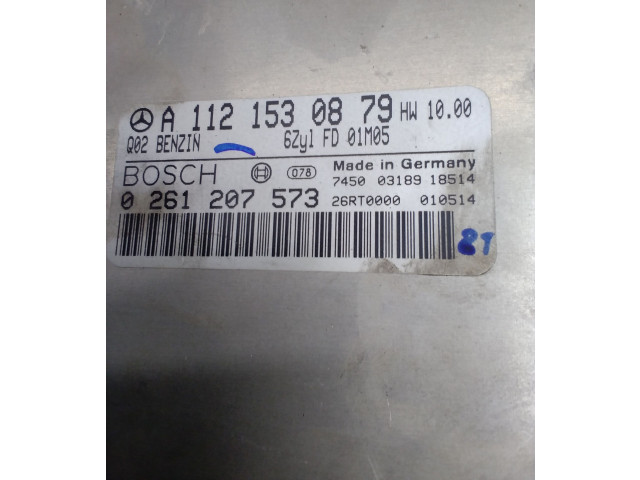 A 112 153 08 79 HW 10.00
Q02 BENZIN 6Zyl FD 01M05
BOSCH 078 Made in Germany
7450 03189 18514
0 261 207 573 26RT0000 010514